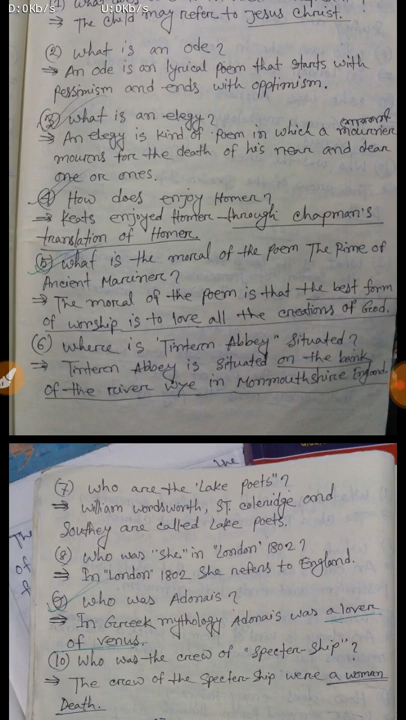 D:0Kb/s U:0Kb/s
⇒ The child may refer to Jesus Christ.
(2) What is an ode?
⇒ An ode is an lyrical poem that starts with
Pessimism and ends with opptimism.
(3) What is an elegy?
⇒ An elegy is kind of poem in which a mourner
mourns for the death of his near and dear
one or ones.
(4) How does enjoy Homer?
⇒ Keats enjoyed Homer through chapman's
translation of Homer.
(5) What is the moral of the poem The Rime of
Ancient Marciner?
⇒ The moral of the poem is that the best form
of worship is to love all the creations of God.
(6) where is "Tintern Abbey" Situated?
⇒ Tintern Abbey is Situated on the bank
of the river wye in Monmouthshire England.
the
(7) who are the 'Lake poets"?
⇒ William wordsworth, ST. coleridge and
Southey are called Lake poets.
(8) Who was "She" in "London' 1802?
⇒ In "London' 1802 She refers to England.
(9) who was Adonais?
⇒ In Greek mythology Adonais was a lover
of venus.
(10) Who was the crew of "Specter-Ship"?
⇒ The crew of the Specter-Ship were a woman
Death.